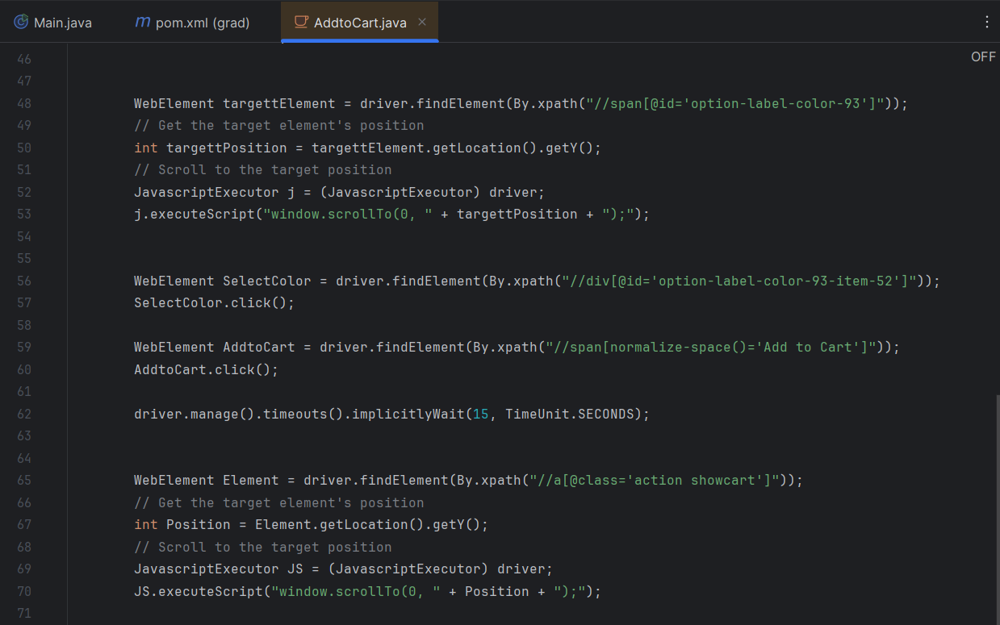 Main.java m pom.xml (grad) AddtoCart.java ×
OFF
46
47
48 WebElement targettElement = driver.findElement(By.xpath("//span[@id='option-label-color-93']"));
49 // Get the target element's position
50 int targettPosition = targettElement.getLocation().getY();
51 // Scroll to the target position
52 JavascriptExecutor j = (JavascriptExecutor) driver;
53 j.executeScript("window.scrollTo(0, " + targettPosition + ");");
54
55
56 WebElement SelectColor = driver.findElement(By.xpath("//div[@id='option-label-color-93-item-52']"));
57 SelectColor.click();
58
59 WebElement AddtoCart = driver.findElement(By.xpath("//span[normalize-space()='Add to Cart']"));
60 AddtoCart.click();
61
62 driver.manage().timeouts().implicitlyWait(15, TimeUnit.SECONDS);
63
64
65 WebElement Element = driver.findElement(By.xpath("//a[@class='action showcart']"));
66 // Get the target element's position
67 int Position = Element.getLocation().getY();
68 // Scroll to the target position
69 JavascriptExecutor JS = (JavascriptExecutor) driver;
70 JS.executeScript("window.scrollTo(0, " + Position + ");");
71